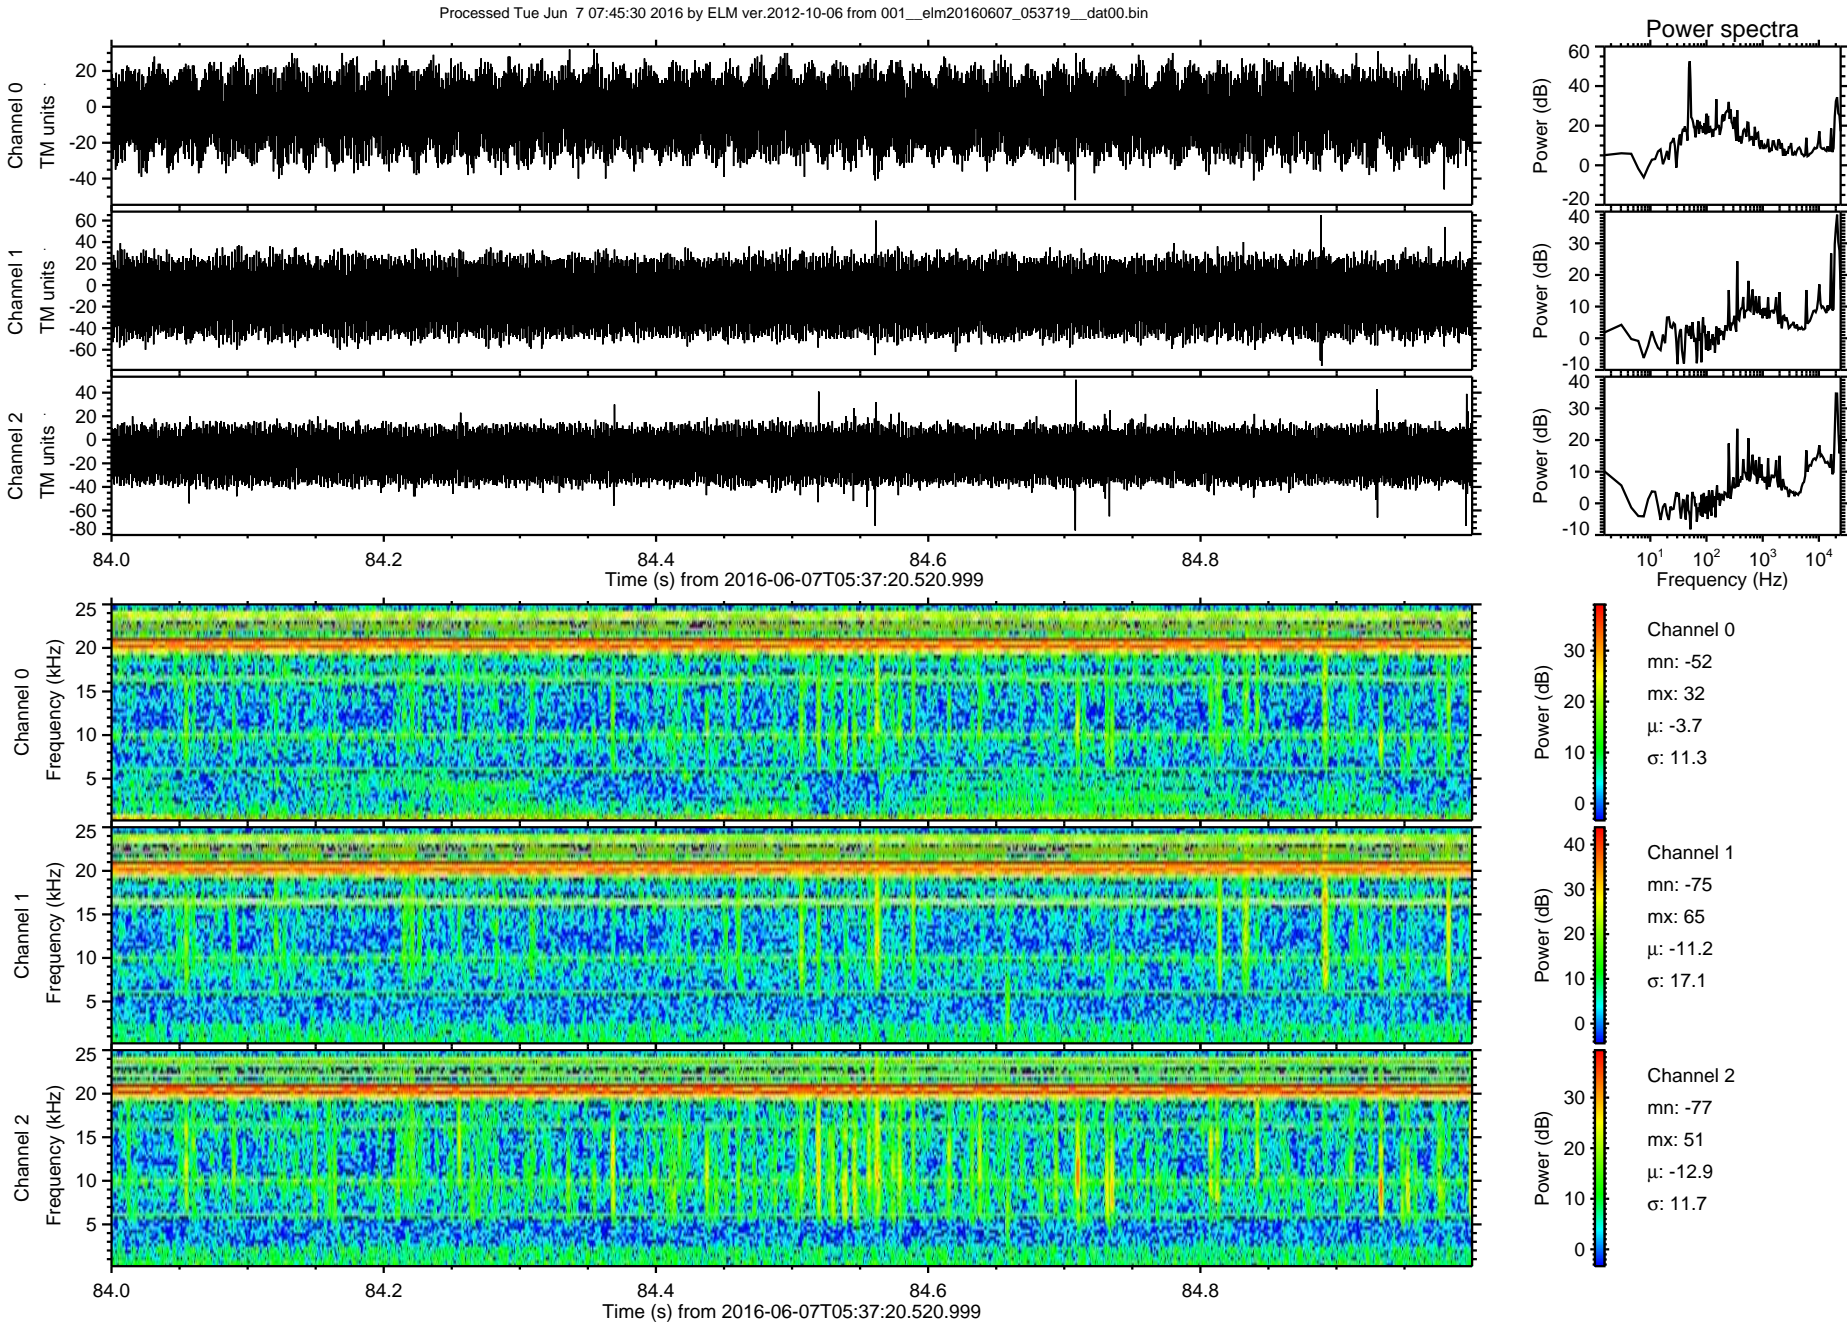 Processed Tue Jun  7 07:45:30 2016 by ELM ver.2012-10-06 from 001__elm20160607_053719__dat00.bin
Power spectra
Channel 0
TM units
20
0
-20
-40
Power (dB)
60
40
20
0
-20
Channel 1
TM units
60
40
20
0
-20
-40
-60
Power (dB)
40
30
20
10
0
-10
Channel 2
TM units
40
20
0
-20
-40
-60
-80
Power (dB)
40
30
20
10
0
-10
84.0 84.2 84.4 84.6 84.8
Time (s) from 2016-06-07T05:37:20.520.999
10^1 10^2 10^3 10^4
Frequency (Hz)
Channel 0
Frequency (kHz)
25
20
15
10
5
Power (dB)
30
20
10
0
Channel 0
mn: -52
mx: 32
μ: -3.7
σ: 11.3
Channel 1
Frequency (kHz)
25
20
15
10
5
Power (dB)
40
30
20
10
0
Channel 1
mn: -75
mx: 65
μ: -11.2
σ: 17.1
Channel 2
Frequency (kHz)
25
20
15
10
5
Power (dB)
30
20
10
0
Channel 2
mn: -77
mx: 51
μ: -12.9
σ: 11.7
84.0 84.2 84.4 84.6 84.8
Time (s) from 2016-06-07T05:37:20.520.999